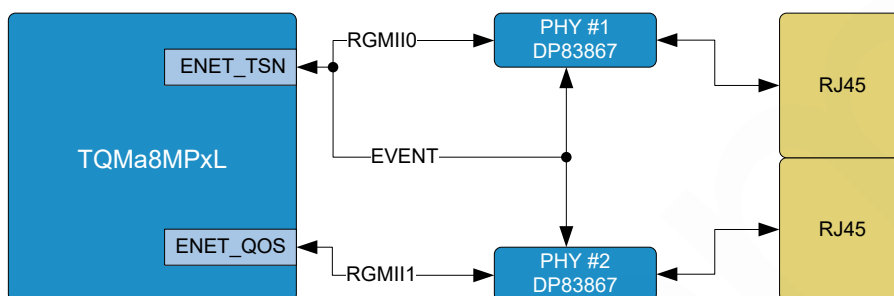 RGMII0
PHY #1
DP83867
ENET_TSN
RJ45
TQMa8MPxL
EVENT
ENET_QOS
RJ45
RGMII1
PHY #2
DP83867